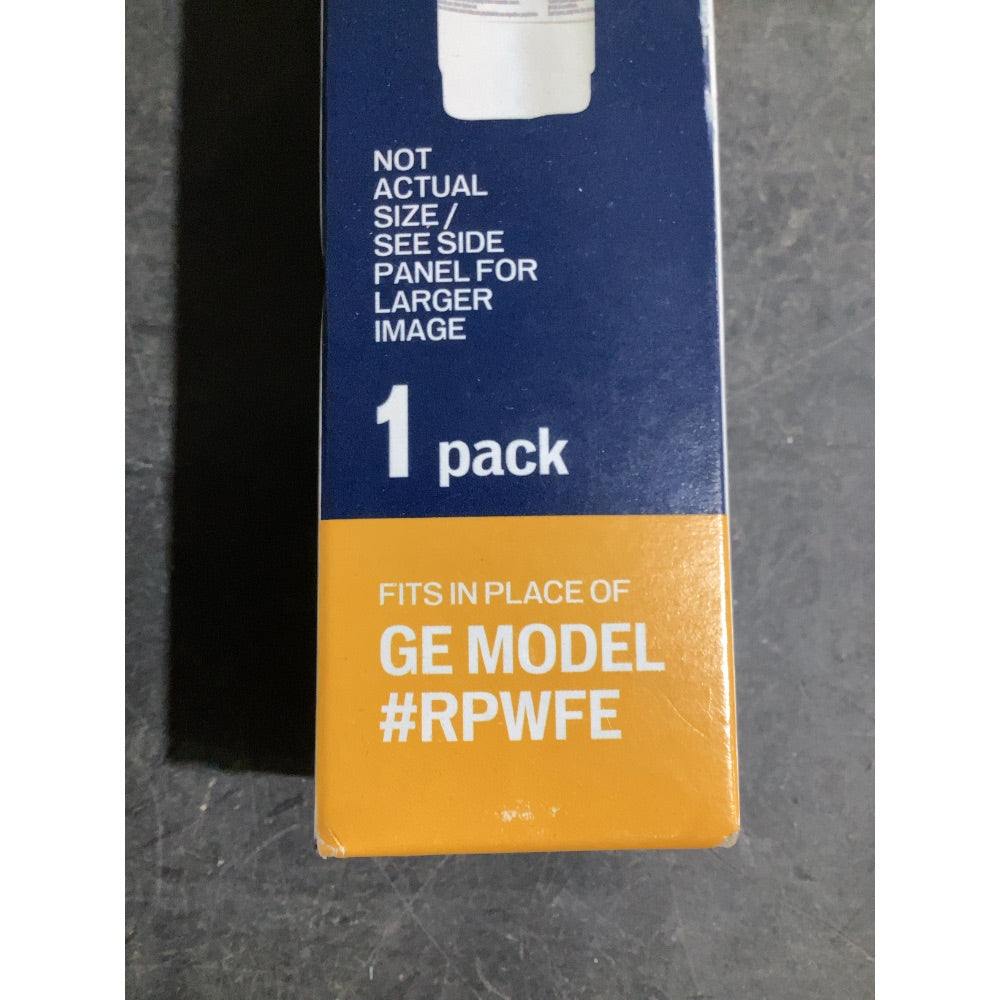 NOT
ACTUAL
SIZE /
SEE SIDE
PANEL FOR
LARGER
IMAGE
1 pack
FITS IN PLACE OF
GE MODEL
#RPWFE